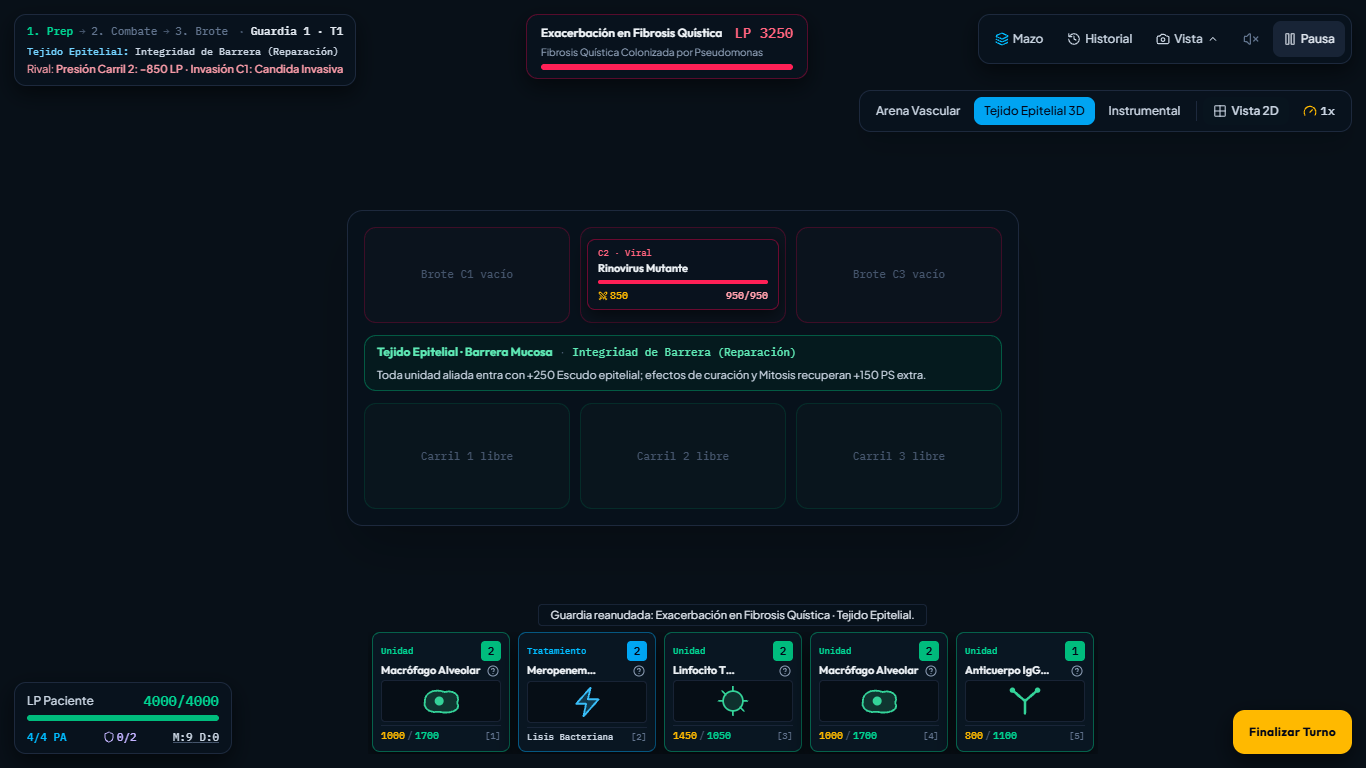 1. Prep → 2. Combate → 3. Brote · Guardia 1 · T1
Tejido Epitelial: Integridad de Barrera (Reparación)
Rival: Presión Carril 2: -850 LP · Invasión C1: Candida Invasiva
Exacerbación en Fibrosis Quística LP 3250
Fibrosis Quística Colonizada por Pseudomonas
Mazo Historial Vista Pausa
Arena Vascular Tejido Epitelial 3D Instrumental Vista 2D 1x
Brote C1 vacío
C2 · Viral
Rinovirus Mutante
850 950/950
Brote C3 vacío
Tejido Epitelial · Barrera Mucosa · Integridad de Barrera (Reparación)
Toda unidad aliada entra con +250 Escudo epitelial; efectos de curación y Mitosis recuperan +150 PS extra.
Carril 1 libre
Carril 2 libre
Carril 3 libre
Guardia reanudada: Exacerbación en Fibrosis Quística · Tejido Epitelial.
Unidad 2
Macrófago Alveolar
1000 / 1700 [1]
Tratamiento 2
Meropenem...
Lisis Bacteriana [2]
Unidad 2
Linfocito T...
1450 / 1050 [3]
Unidad 2
Macrófago Alveolar
1000 / 1700 [4]
Unidad 1
Anticuerpo IgG...
800 / 1100 [5]
LP Paciente 4000/4000
4/4 PA 0/2 M:9 D:0
Finalizar Turno